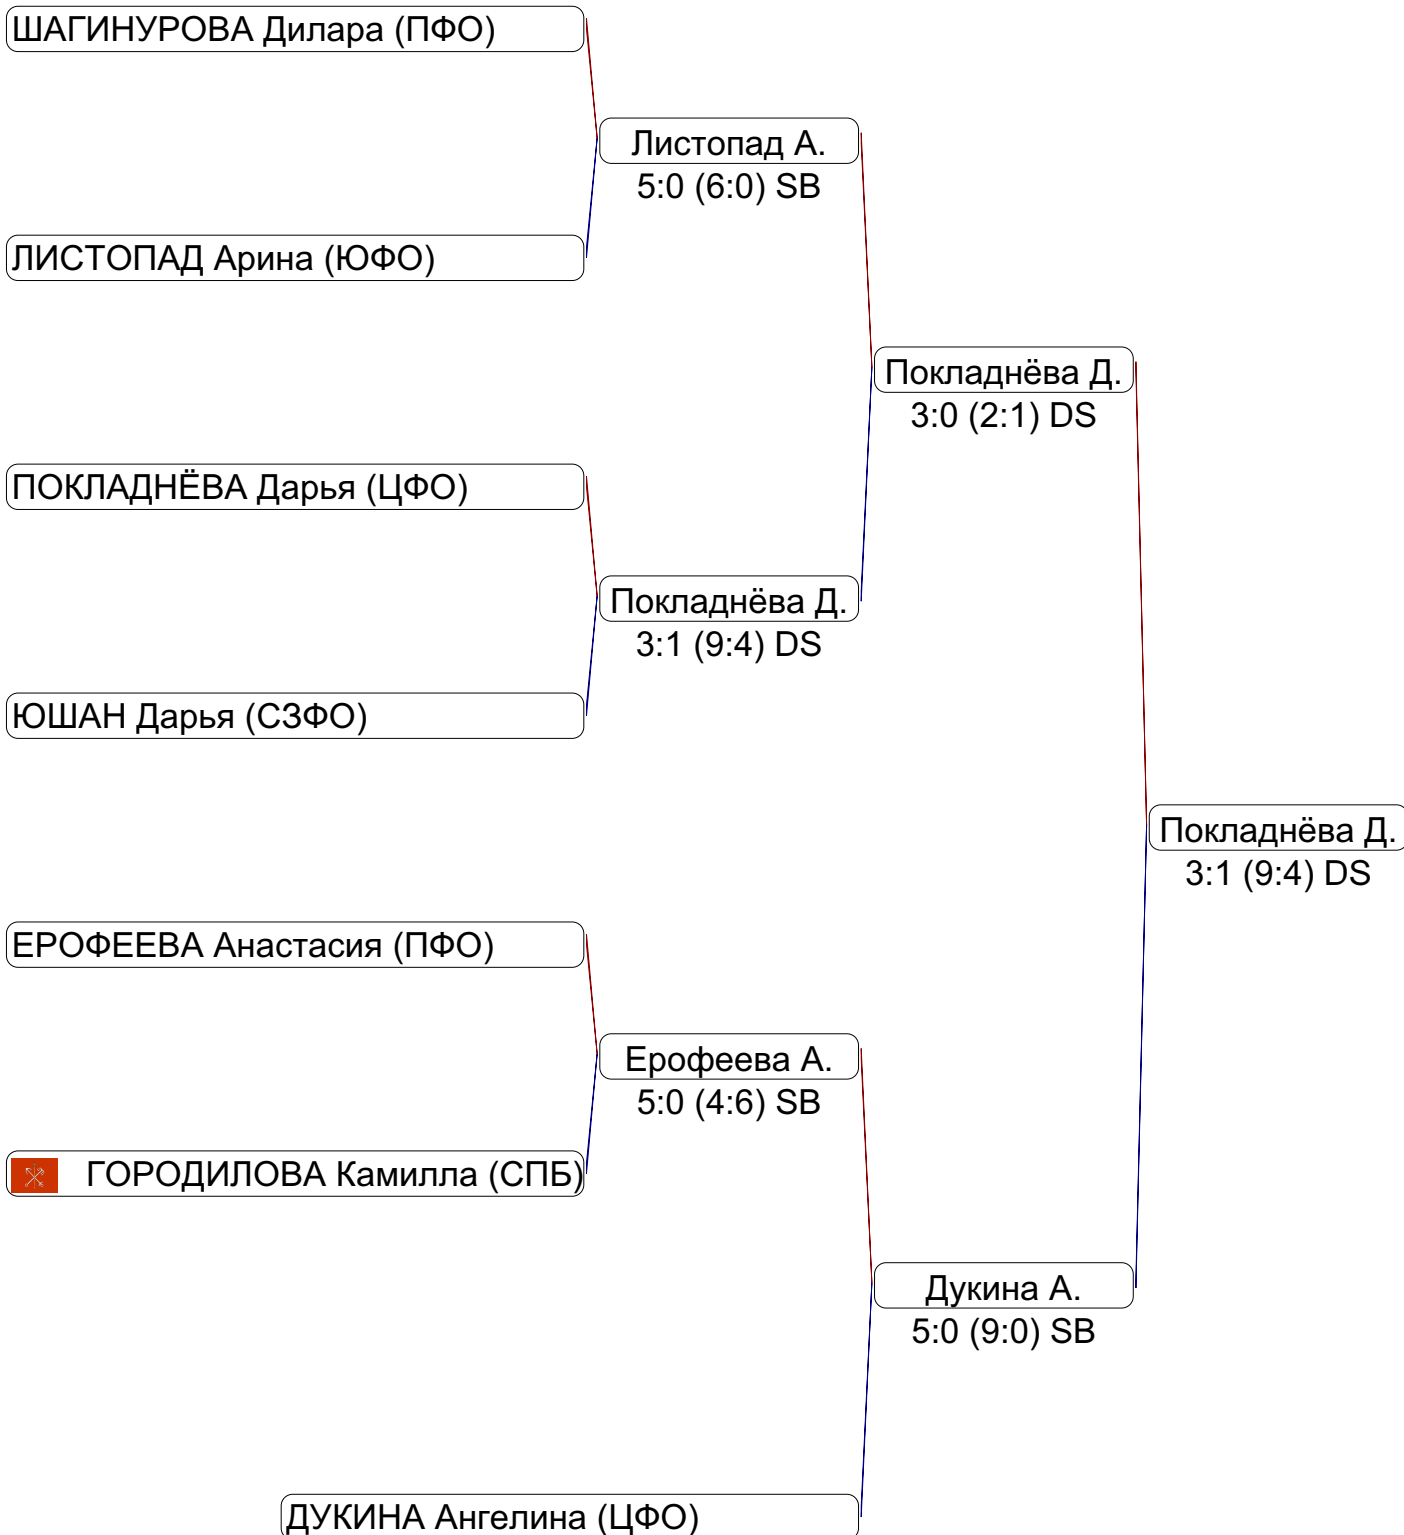 ШАГИНУРОВА Дилара (ПФО)
Листопад А.
5:0 (6:0) SB
ЛИСТОПАД Арина (ЮФО)
Покладнёва Д.
3:0 (2:1) DS
ПОКЛАДНЁВА Дарья (ЦФО)
Покладнёва Д.
3:1 (9:4) DS
ЮШАН Дарья (СЗФО)
Покладнёва Д.
3:1 (9:4) DS
ЕРОФЕЕВА Анастасия (ПФО)
Ерофеева А.
5:0 (4:6) SB
ГОРОДИЛОВА Камилла (СПБ)
Дукина А.
5:0 (9:0) SB
ДУКИНА Ангелина (ЦФО)